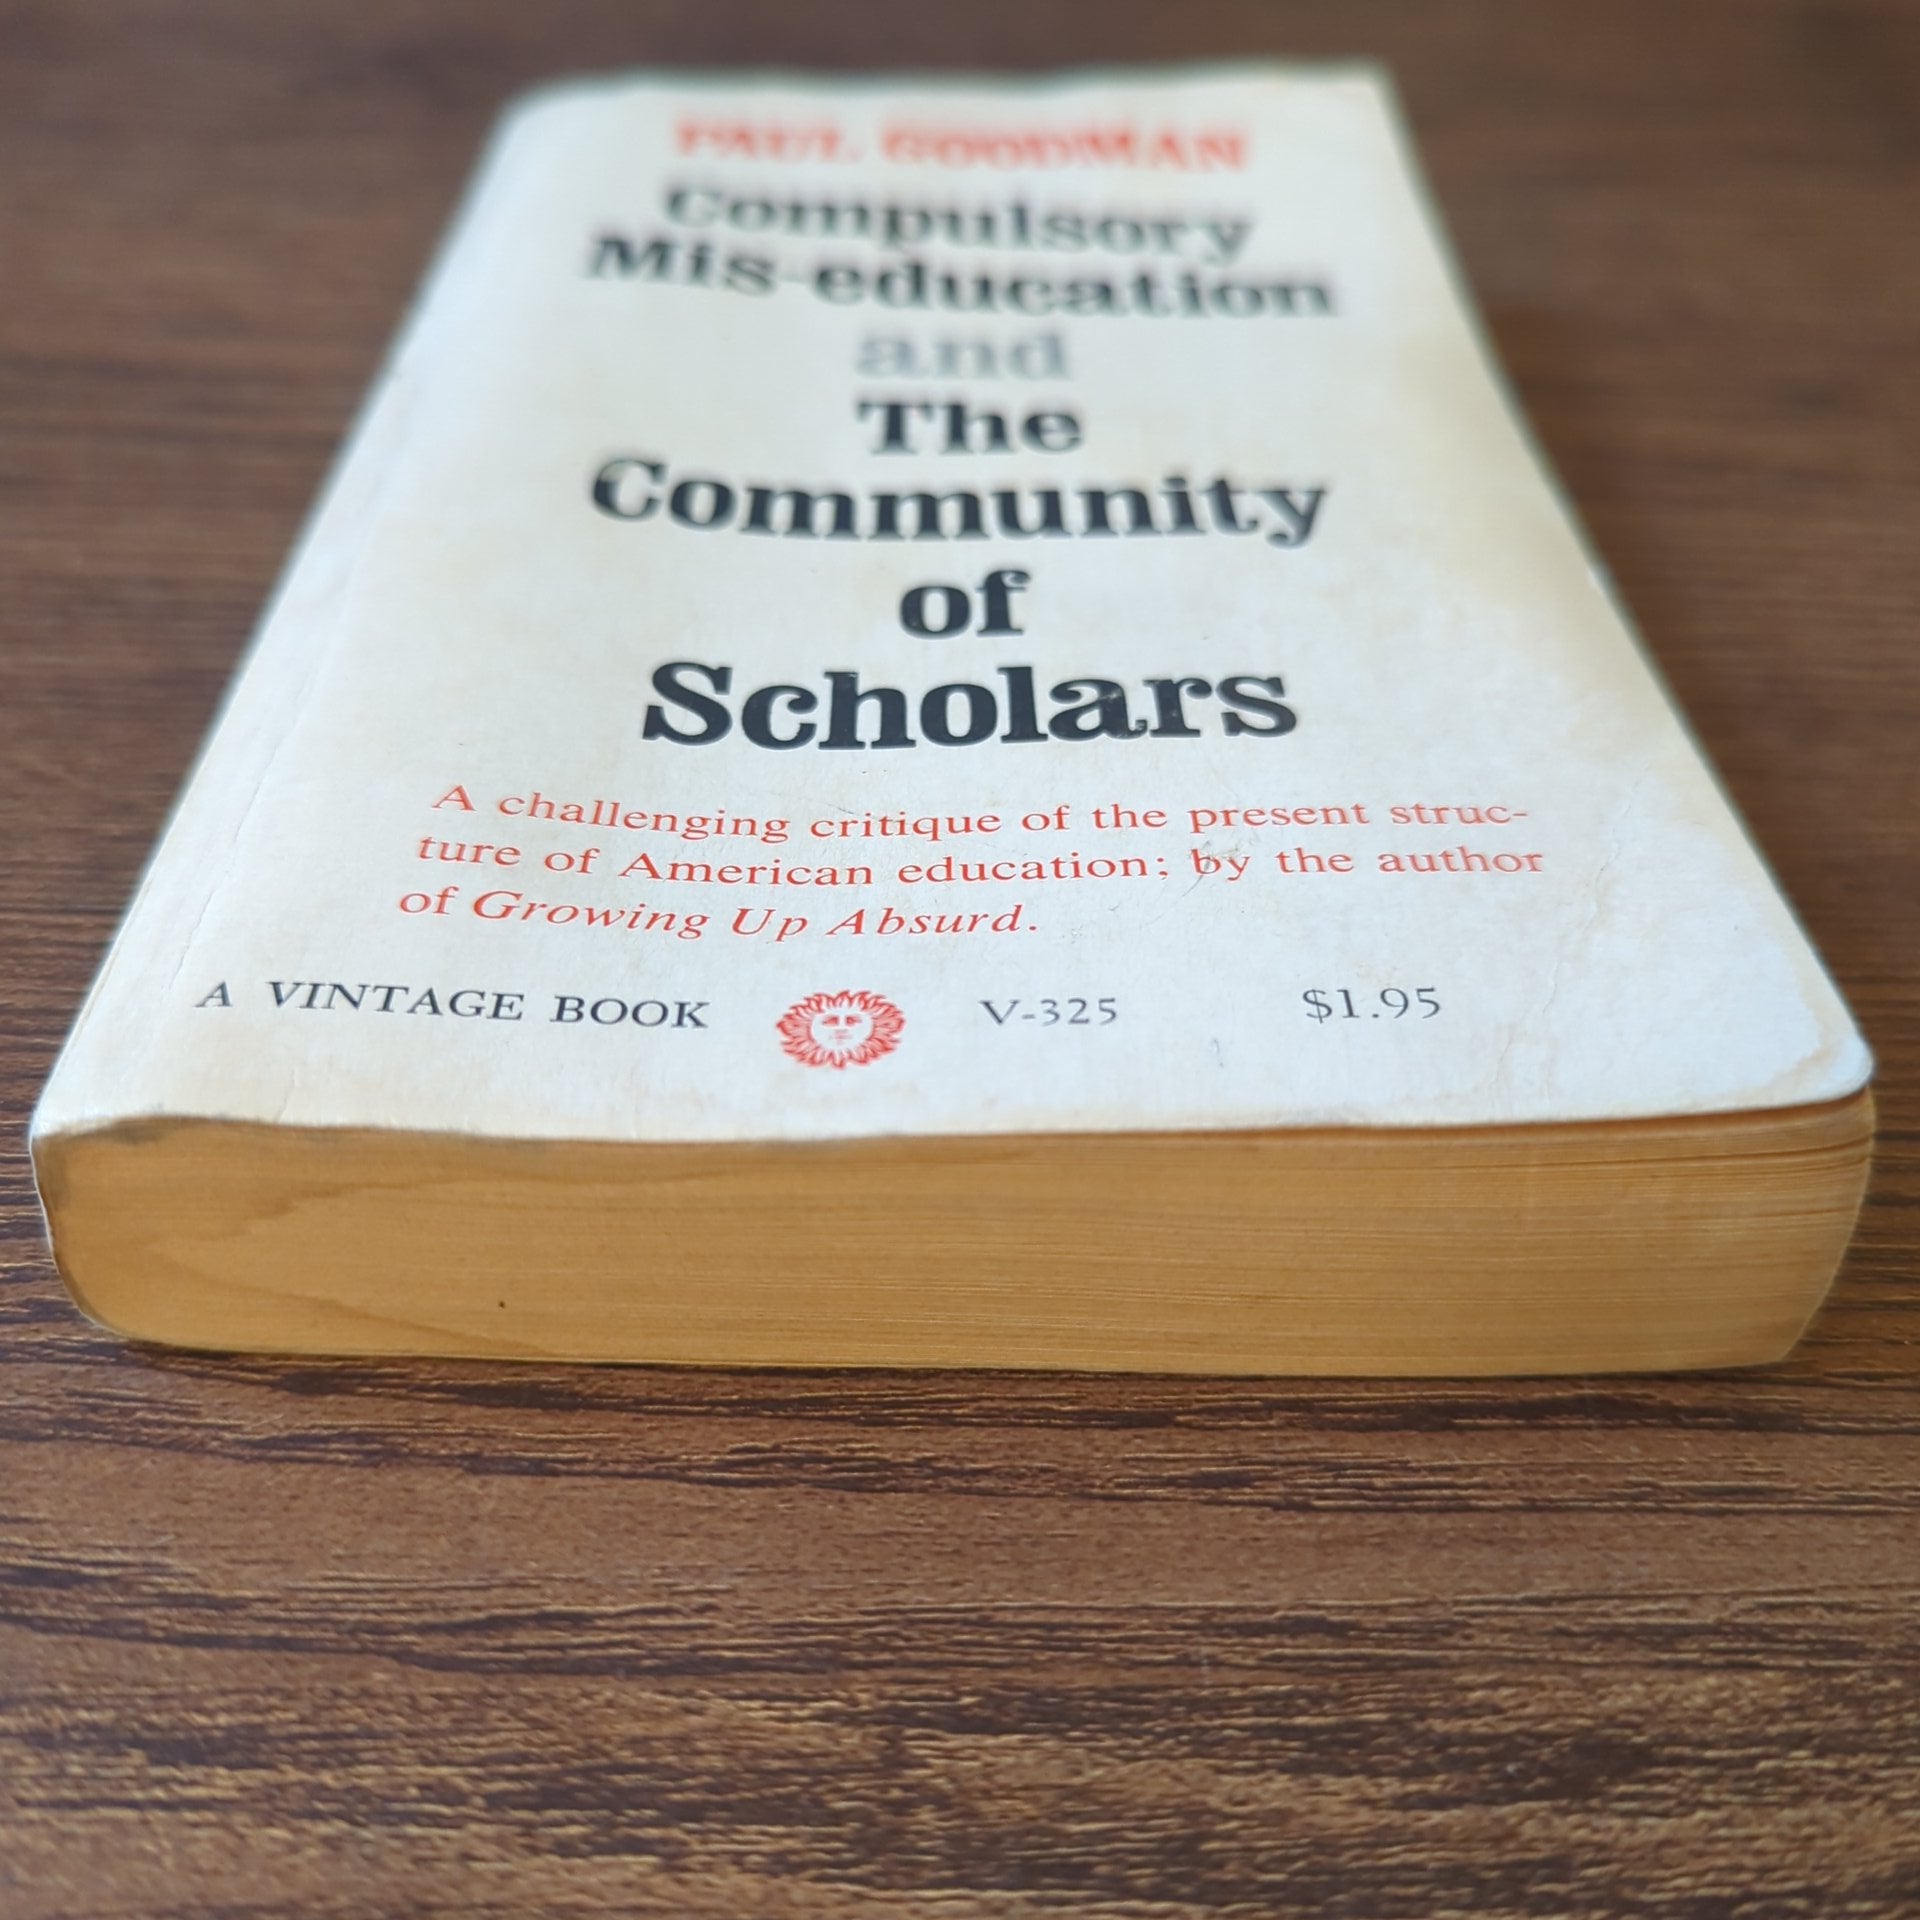 PAUL GOODMAN
Compulsory
Mis-education
and
The
Community
of
Scholars
A challenging critique of the present struc-
ture of American education; by the author
of Growing Up Absurd.
A VINTAGE BOOK V-325 $1.95